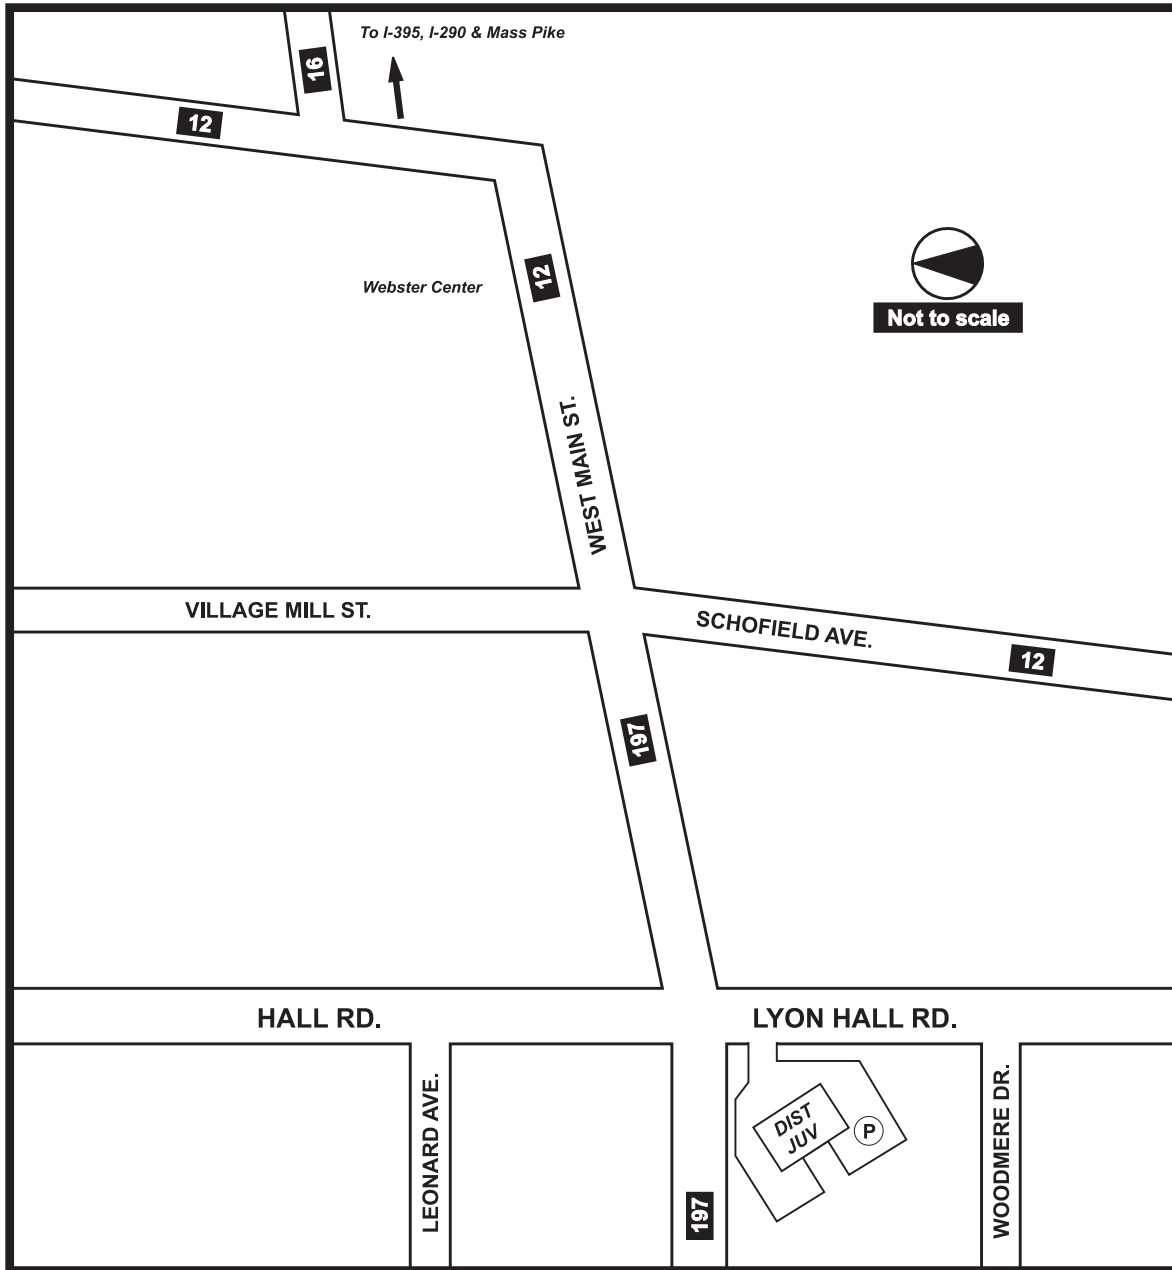 To I-395, I-290 & Mass Pike
16
12
12
Webster Center
Not to scale
WEST MAIN ST.
VILLAGE MILL ST.
SCHOFIELD AVE.
12
197
HALL RD.
LYON HALL RD.
LEONARD AVE.
DIST
JUV
P
WOODMERE DR.
197